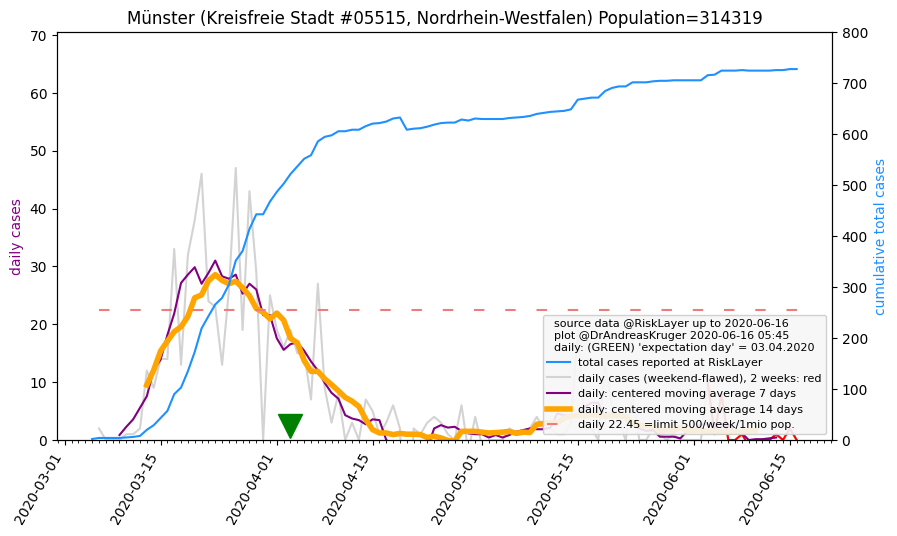 Münster (Kreisfreie Stadt #05515, Nordrhein-Westfalen) Population=314319
70
60
50
40
30
20
10
0
daily cases
800
700
600
500
400
300
200
100
0
cumulative total cases
source data @RiskLayer up to 2020-06-16
plot @DrAndreasKruger 2020-06-16 05:45
daily: (GREEN) 'expectation day' = 03.04.2020
total cases reported at RiskLayer
daily cases (weekend-flawed), 2 weeks: red
daily: centered moving average 7 days
daily: centered moving average 14 days
daily 22.45 =limit 500/week/1mio pop.
2020-03-01
2020-03-15
2020-04-01
2020-04-15
2020-05-01
2020-05-15
2020-06-01
2020-06-15